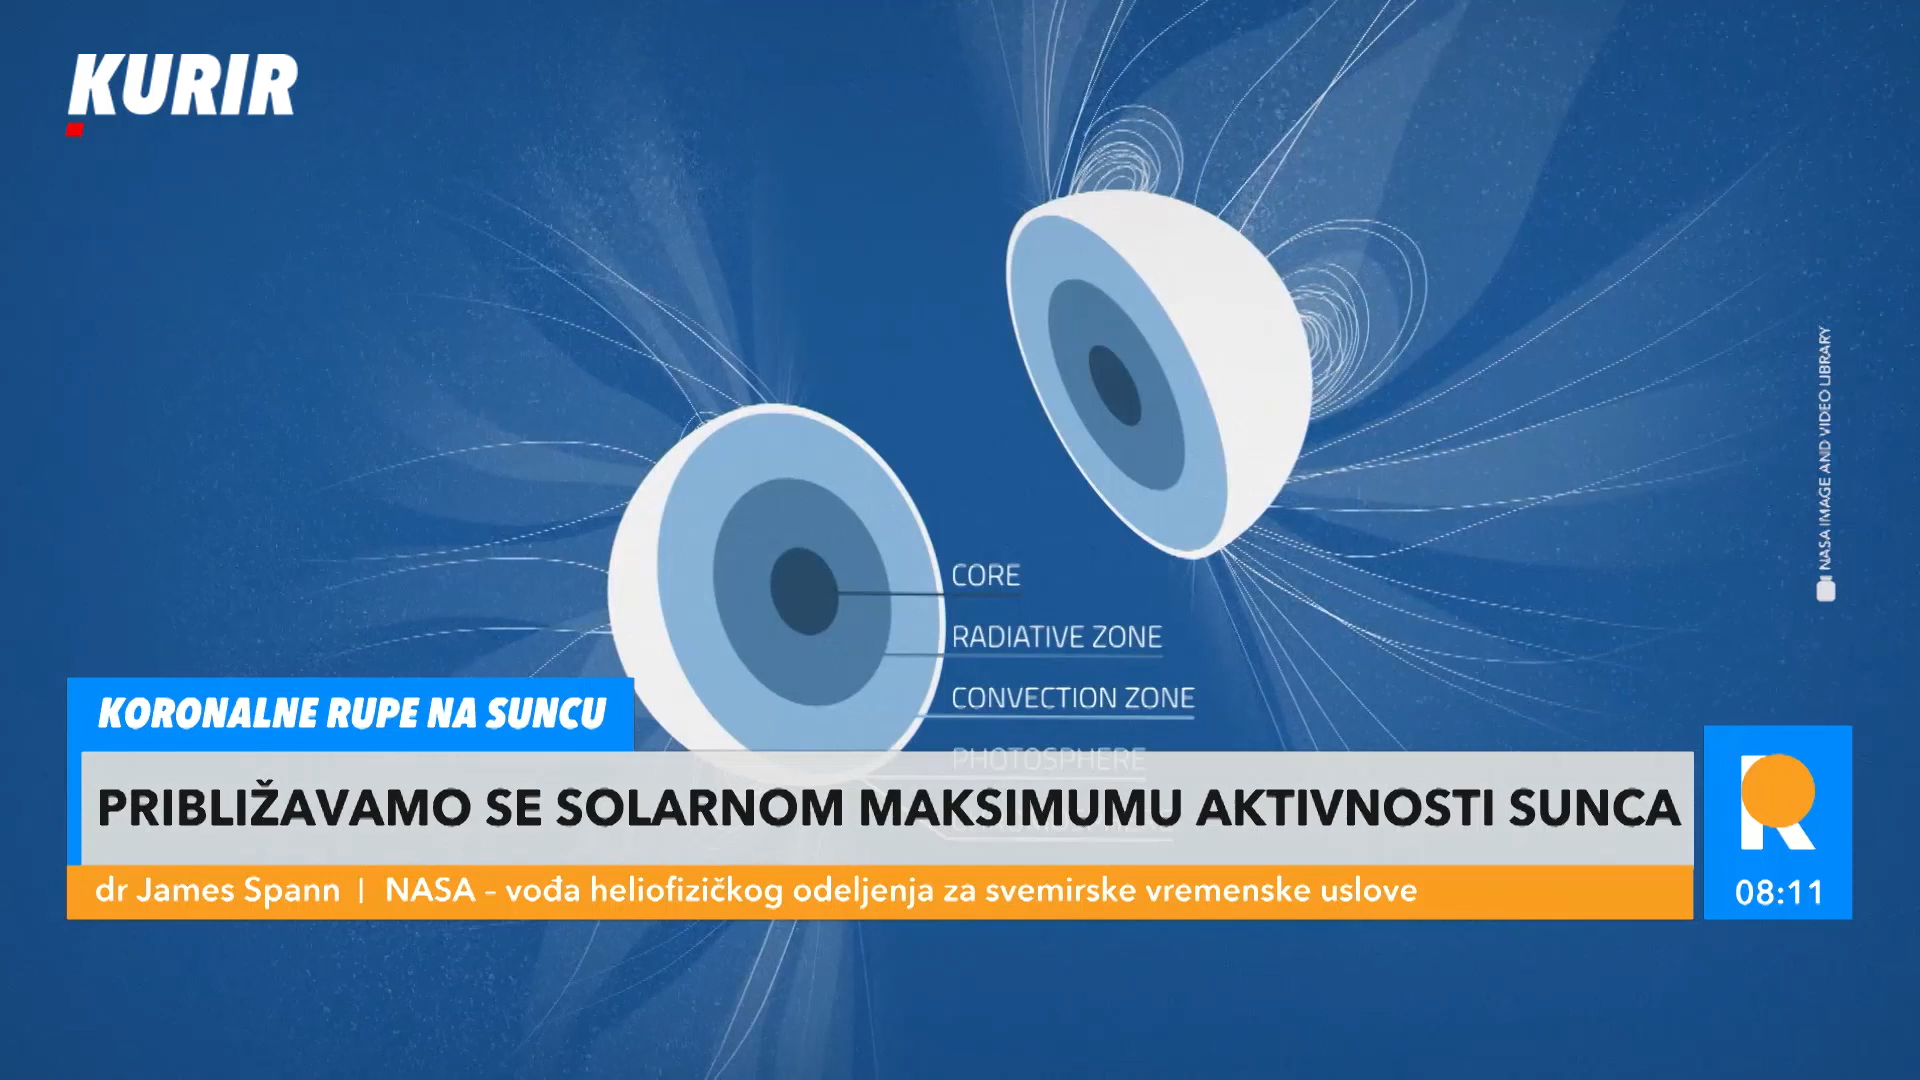 KURIR
NASA IMAGE AND VIDEO LIBRARY
CORE
RADIATIVE ZONE
CONVECTION ZONE
PHOTOSPHERE
KORONALNE RUPE NA SUNCU
PRIBLIŽAVAMO SE SOLARNOM MAKSIMUMU AKTIVNOSTI SUNCA
dr James Spann | NASA – vođa heliofizičkog odeljenja za svemirske vremenske uslove
R
08:11